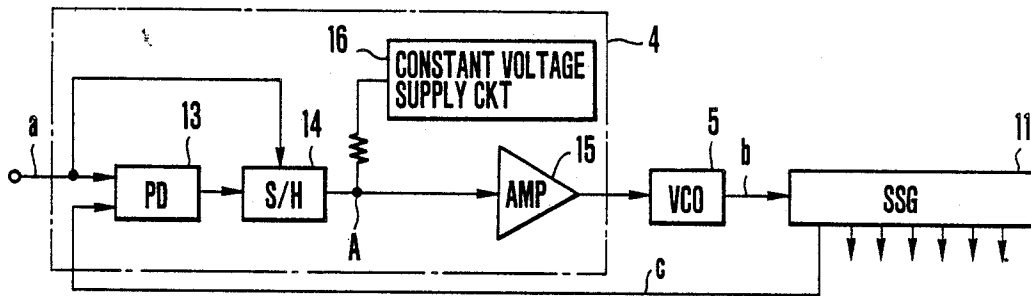 16
CONSTANT VOLTAGE
SUPPLY CKT
4
a
13
PD
14
S/H
A
15
AMP
5
VCO
b
11
SSG
c